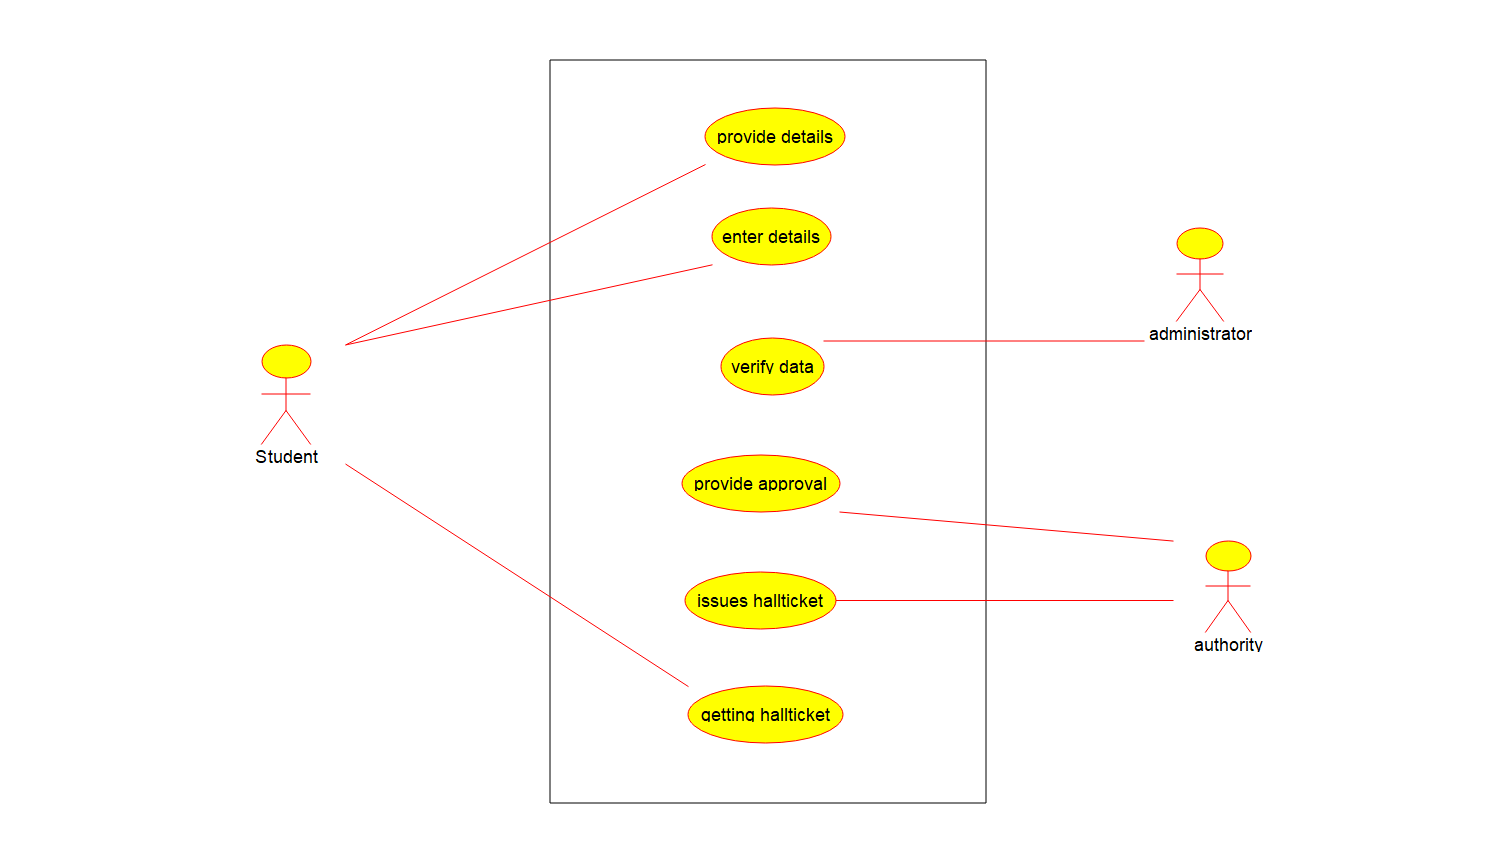 provide details
enter details
verify data
administrator
Student
provide approval
issues hallticket
authority
getting hallticket